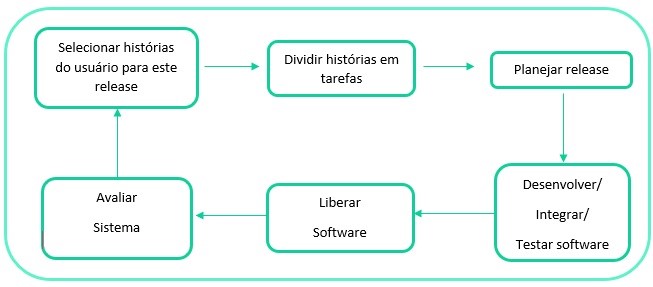 Selecionar histórias
do usuário para este
release
Dividir histórias em
tarefas
Planejar release
Desenvolver/
Integrar/
Testar software
Liberar
Software
Avaliar
Sistema